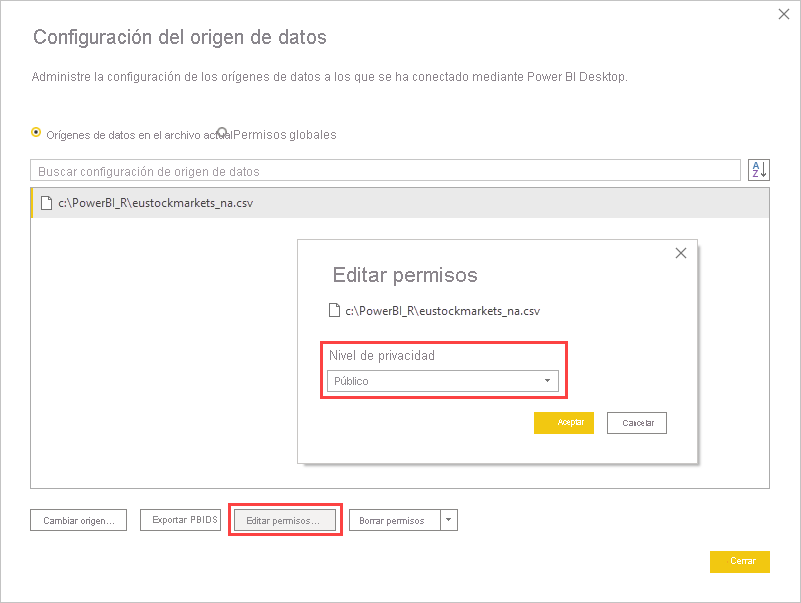 Configuración del origen de datos
Administre la configuración de los orígenes de datos a los que se ha conectado mediante Power BI Desktop.
Orígenes de datos en el archivo actual Permisos globales
Buscar configuración de origen de datos
A
Z
c:\PowerBI_R\eustockmarkets_na.csv
Editar permisos
c:\PowerBI_R\eustockmarkets_na.csv
Nivel de privacidad
Público
Aceptar Cancelar
Cambiar origen... Exportar PBIDS Editar permisos... Borrar permisos
Cerrar